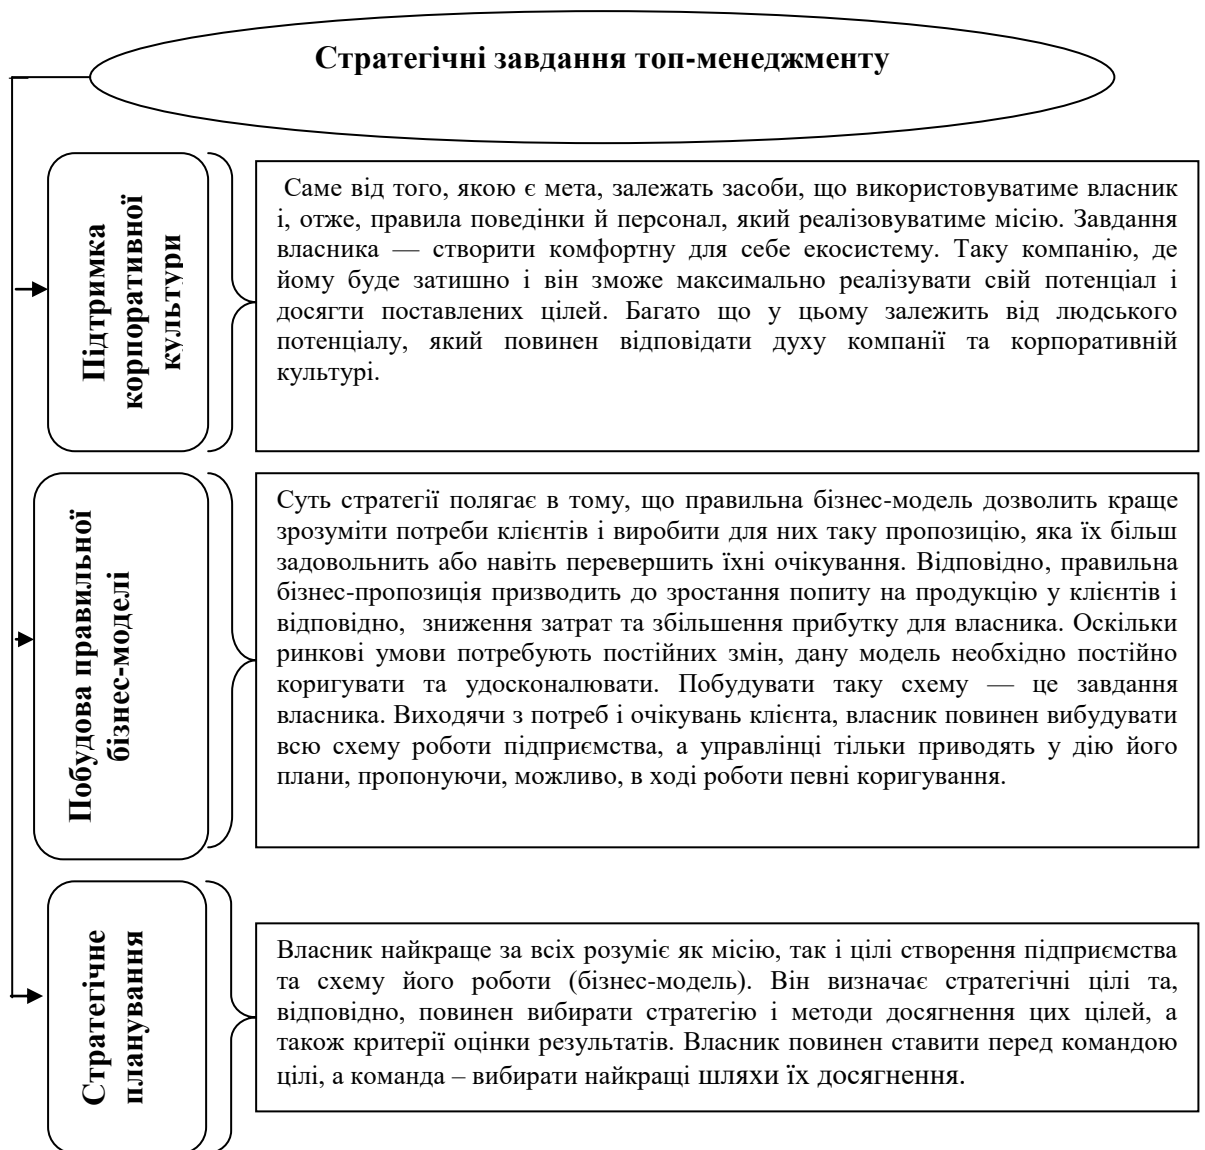 Стратегічні завдання топ-менеджменту
Підтримка
корпоративної
культури
Саме від того, якою є мета, залежать засоби, що використовуватиме власник
і, отже, правила поведінки й персонал, який реалізовуватиме місію. Завдання
власника — створити комфортну для себе екосистему. Таку компанію, де
йому буде затишно і він зможе максимально реалізувати свій потенціал і
досягти поставлених цілей. Багато що у цьому залежить від людського
потенціалу, який повинен відповідати духу компанії та корпоративній
культурі.
Побудова правильної
бізнес-моделі
Суть стратегії полягає в тому, що правильна бізнес-модель дозволить краще
зрозуміти потреби клієнтів і виробити для них таку пропозицію, яка їх більш
задовольнить або навіть перевершить їхні очікування. Відповідно, правильна
бізнес-пропозиція призводить до зростання попиту на продукцію у клієнтів і
відповідно, зниження затрат та збільшення прибутку для власника. Оскільки
ринкові умови потребують постійних змін, дану модель необхідно постійно
коригувати та удосконалювати. Побудувати таку схему — це завдання
власника. Виходячи з потреб і очікувань клієнта, власник повинен вибудувати
всю схему роботи підприємства, а управлінці тільки приводять у дію його
плани, пропонуючи, можливо, в ході роботи певні коригування.
Стратегічне
планування
Власник найкраще за всіх розуміє як місію, так і цілі створення підприємства
та схему його роботи (бізнес-модель). Він визначає стратегічні цілі та,
відповідно, повинен вибирати стратегію і методи досягнення цих цілей, а
також критерії оцінки результатів. Власник повинен ставити перед командою
цілі, а команда – вибирати найкращі шляхи їх досягнення.